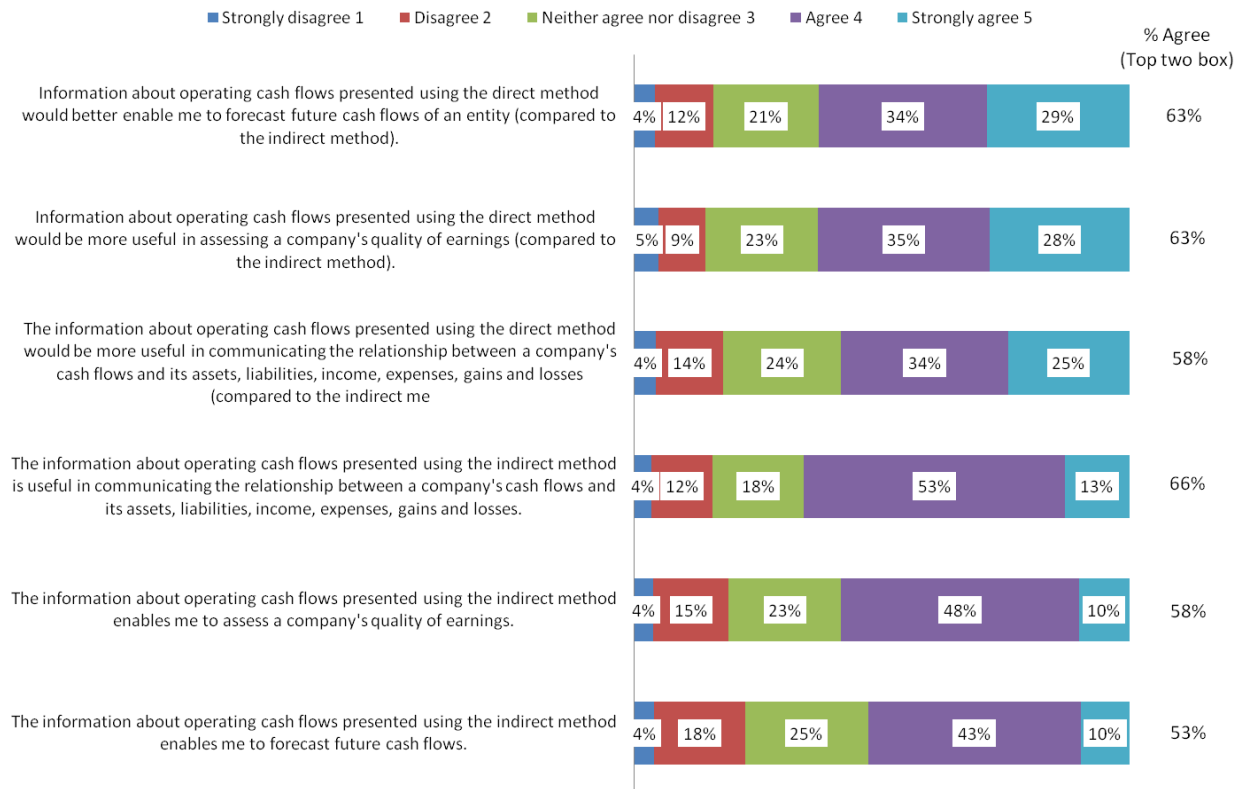 Strongly disagree 1 Disagree 2 Neither agree nor disagree 3 Agree 4 Strongly agree 5
% Agree
(Top two box)
Information about operating cash flows presented using the direct method
would better enable me to forecast future cash flows of an entity (compared to
the indirect method).
4% 12% 21% 34% 29% 63%
Information about operating cash flows presented using the direct method
would be more useful in assessing a company's quality of earnings (compared to
the indirect method).
5% 9% 23% 35% 28% 63%
The information about operating cash flows presented using the direct method
would be more useful in communicating the relationship between a company's
cash flows and its assets, liabilities, income, expenses, gains and losses
(compared to the indirect me
4% 14% 24% 34% 25% 58%
The information about operating cash flows presented using the indirect method
is useful in communicating the relationship between a company's cash flows and
its assets, liabilities, income, expenses, gains and losses.
4% 12% 18% 53% 13% 66%
The information about operating cash flows presented using the indirect method
enables me to assess a company's quality of earnings.
4% 15% 23% 48% 10% 58%
The information about operating cash flows presented using the indirect method
enables me to forecast future cash flows.
4% 18% 25% 43% 10% 53%